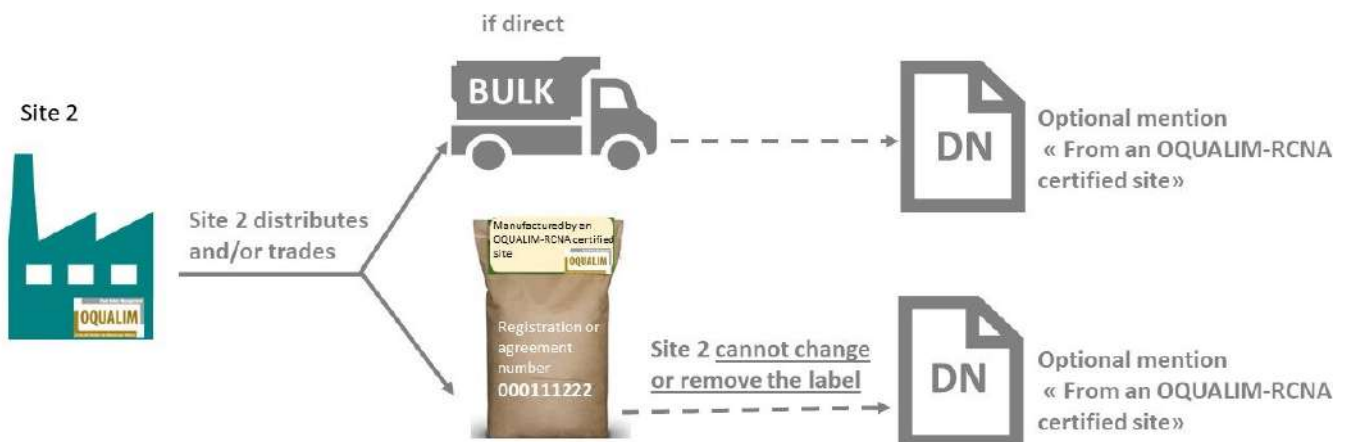 if direct
BULK
Site 2
DN
Optional mention
« From an OQUALIM-RCNA
certified site»
Site 2 distributes
and/or trades
Manufactured by an
OQUALIM-RCNA certified
site
OQUALIM
OQUALIM
Registration or
agreement
number
000111222
Site 2 cannot change
or remove the label
DN
Optional mention
« From an OQUALIM-RCNA
certified site»